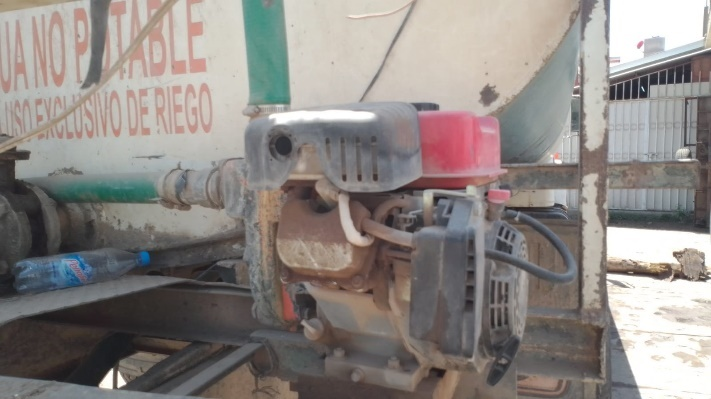 UA NO POTABLE
USO EXCLUSIVO DE RIEGO